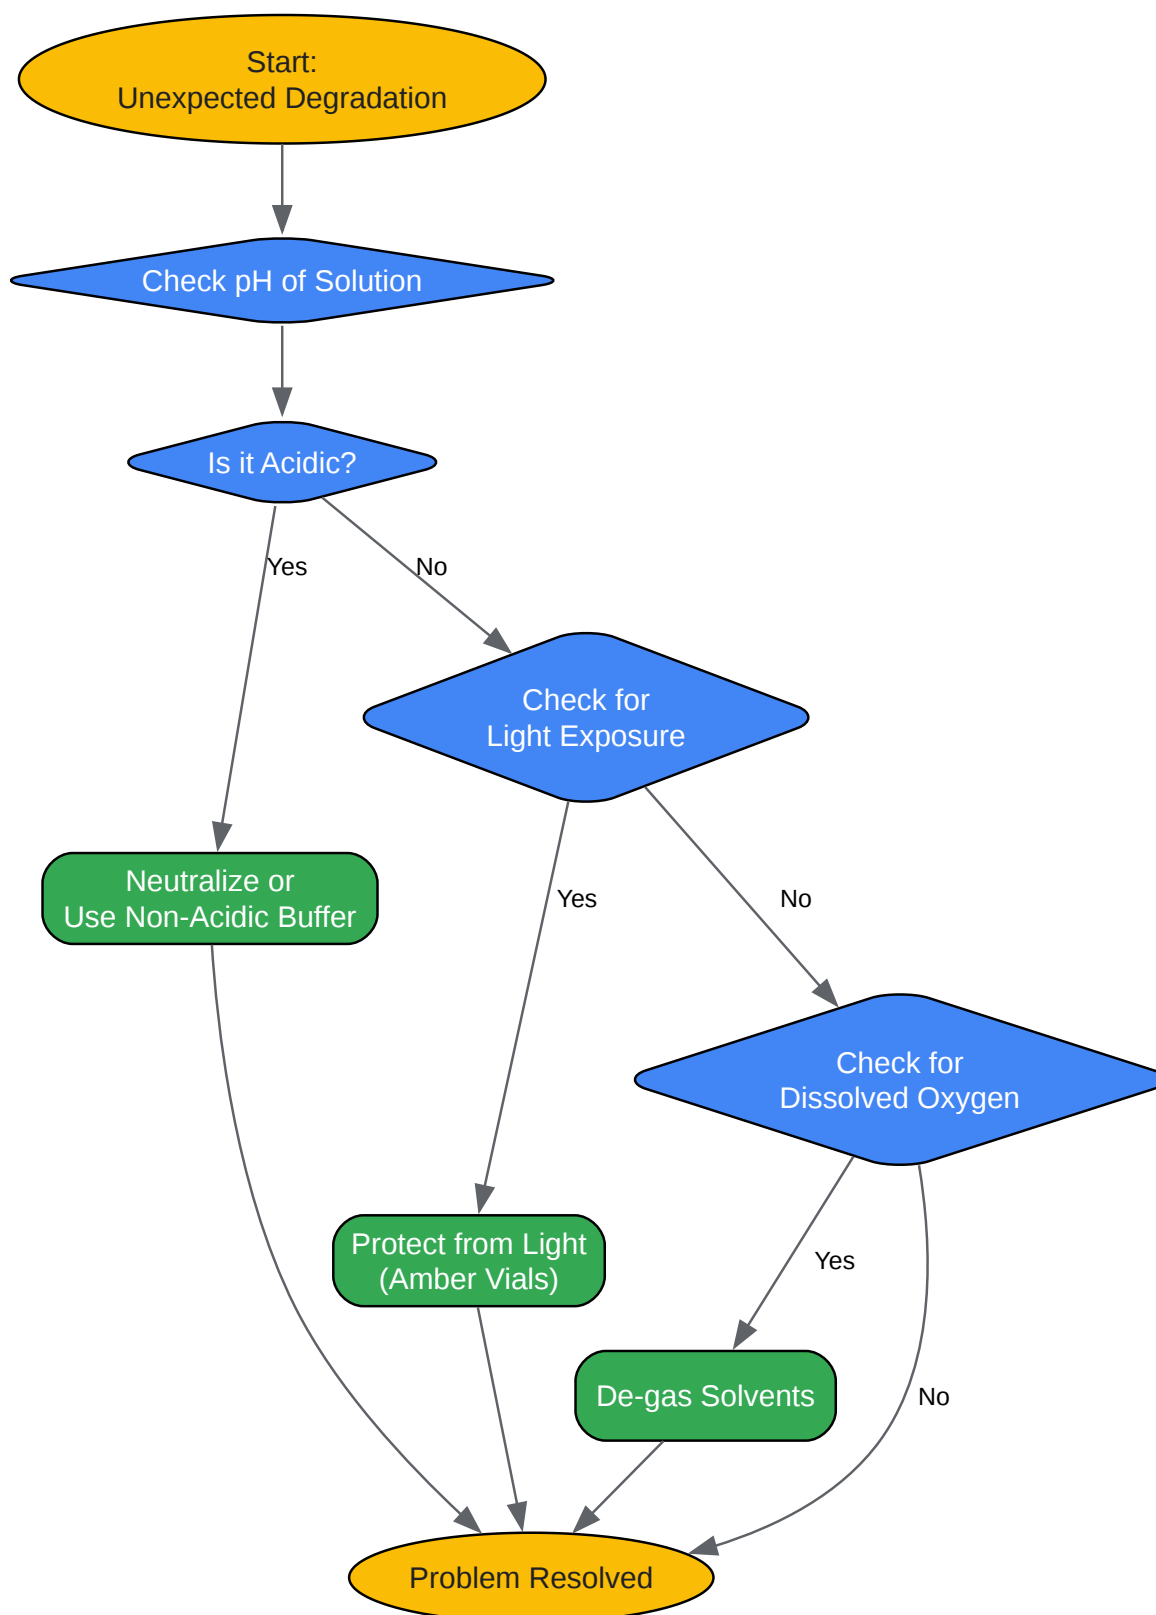 Start:
Unexpected Degradation
Check pH of Solution
Is it Acidic?
Yes
No
Check for
Light Exposure
Neutralize or
Use Non-Acidic Buffer
Yes
No
Check for
Dissolved Oxygen
Protect from Light
(Amber Vials)
Yes
De-gas Solvents
No
Problem Resolved